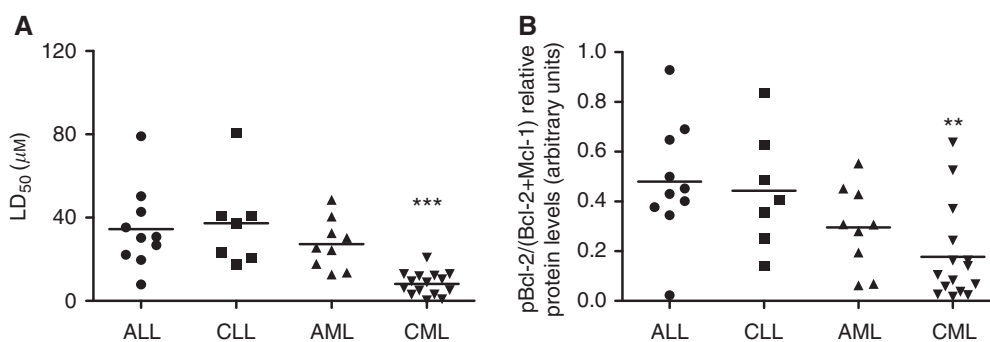 A
120
80
40
0
LD50 (μM)
***
ALL CLL AML CML
B
pBcl-2/(Bcl-2+Mcl-1) relative
protein levels (arbitrary units)
1.0
0.8
0.6
0.4
0.2
0.0
**
ALL CLL AML CML